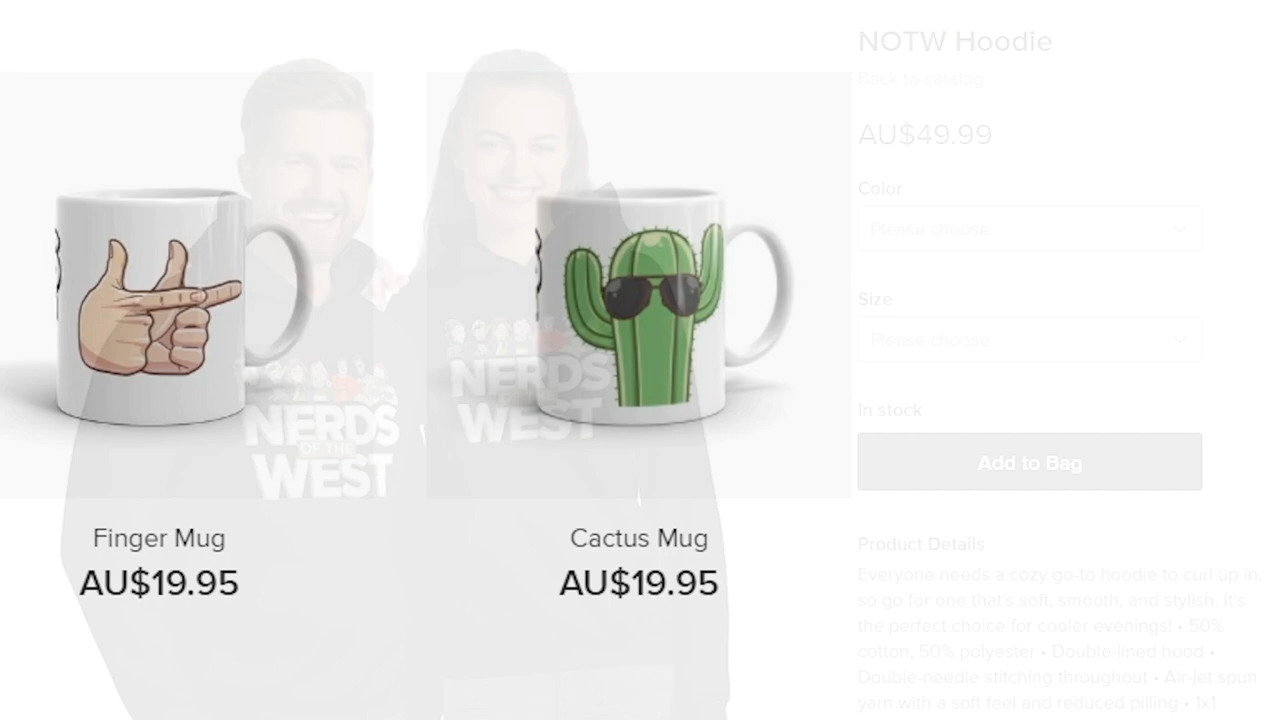 NOTW Hoodie
Back to catalog
AU$49.99
Color
Please choose
Size
Please choose
In stock
Add to Bag
NERDS
OF THE
WEST
NERDS
WEST
Finger Mug
AU$19.95
Cactus Mug
AU$19.95
Product Details
Everyone needs a cozy go-to hoodie to curl up in,
so go for one that's soft, smooth, and stylish. It's
the perfect choice for cooler evenings! • 50%
cotton, 50% polyester • Double-lined hood •
Double-needle stitching throughout • Air-jet spun
yarn with a soft feel and reduced pilling • 1x1